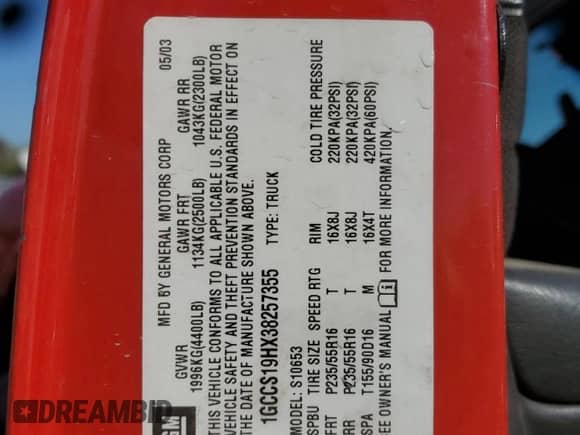 MFD BY GENERAL MOTORS CORP 05/03
GVWR GAWR FRT GAWR RR
1996KG(4400LB) 1134KG(2500LB) 1043KG(2300LB)
THIS VEHICLE CONFORMS TO ALL APPLICABLE U.S. FEDERAL MOTOR
VEHICLE SAFETY AND THEFT PREVENTION STANDARDS IN EFFECT ON
THE DATE OF MANUFACTURE SHOWN ABOVE.
1GCCS19HX38257355 TYPE: TRUCK
MODEL: S10653
SPBU TIRE SIZE SPEED RTG RIM COLD TIRE PRESSURE
FRT P235/55R16 T 16X8J 220KPA(32PSI)
RR P235/55R16 T 16X8J 220KPA(32PSI)
SPA T155/90D16 M 16X4T 420KPA(60PSI)
SEE OWNER'S MANUAL FOR MORE INFORMATION.
GM
DREAMBID